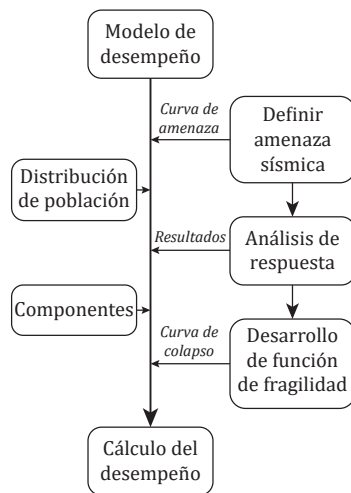 Modelo de
desempeño
Curva de
amenaza
Definir
amenaza
sísmica
Distribución
de población
Resultados
Análisis de
respuesta
Componentes
Curva de
colapso
Desarrollo
de función
de fragilidad
Cálculo del
desempeño